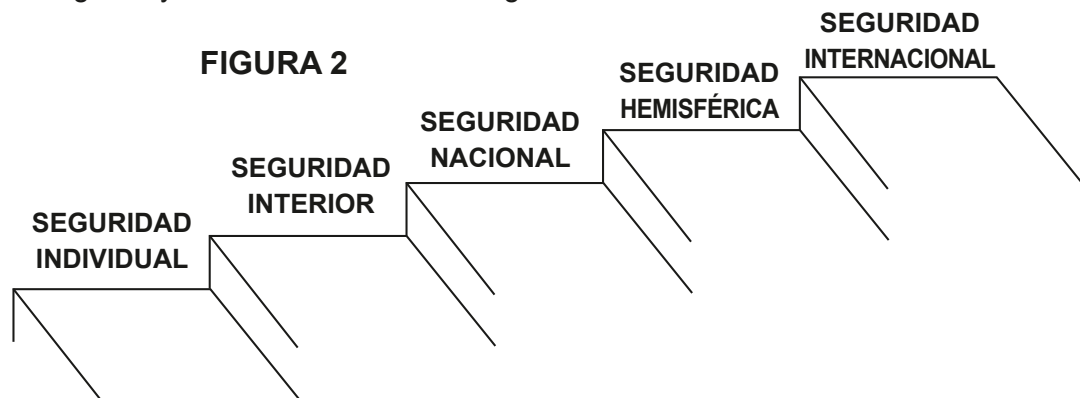 FIGURA 2
SEGURIDAD
INTERNACIONAL
SEGURIDAD
HEMISFÉRICA
SEGURIDAD
NACIONAL
SEGURIDAD
INTERIOR
SEGURIDAD
INDIVIDUAL